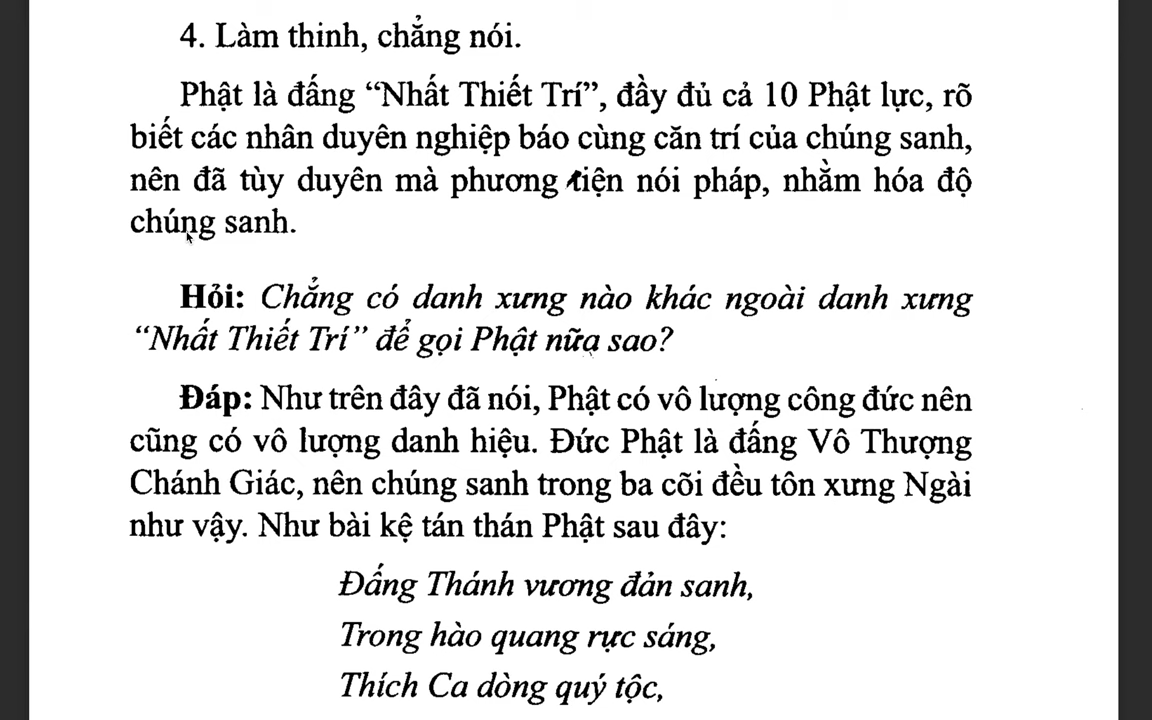 4. Làm thinh, chẳng nói.
Phật là đấng “Nhất Thiết Trí”, đầy đủ cả 10 Phật lực, rõ
biết các nhân duyên nghiệp báo cùng căn trí của chúng sanh,
nên đã tùy duyên mà phương tiện nói pháp, nhằm hóa độ
chúng sanh.
Hỏi: Chẳng có danh xưng nào khác ngoài danh xưng
“Nhất Thiết Trí” để gọi Phật nữa sao?
Đáp: Như trên đây đã nói, Phật có vô lượng công đức nên
cũng có vô lượng danh hiệu. Đức Phật là đấng Vô Thượng
Chánh Giác, nên chúng sanh trong ba cõi đều tôn xưng Ngài
như vậy. Như bài kệ tán thán Phật sau đây:
Đấng Thánh vương đản sanh,
Trong hào quang rực sáng,
Thích Ca dòng quý tộc,